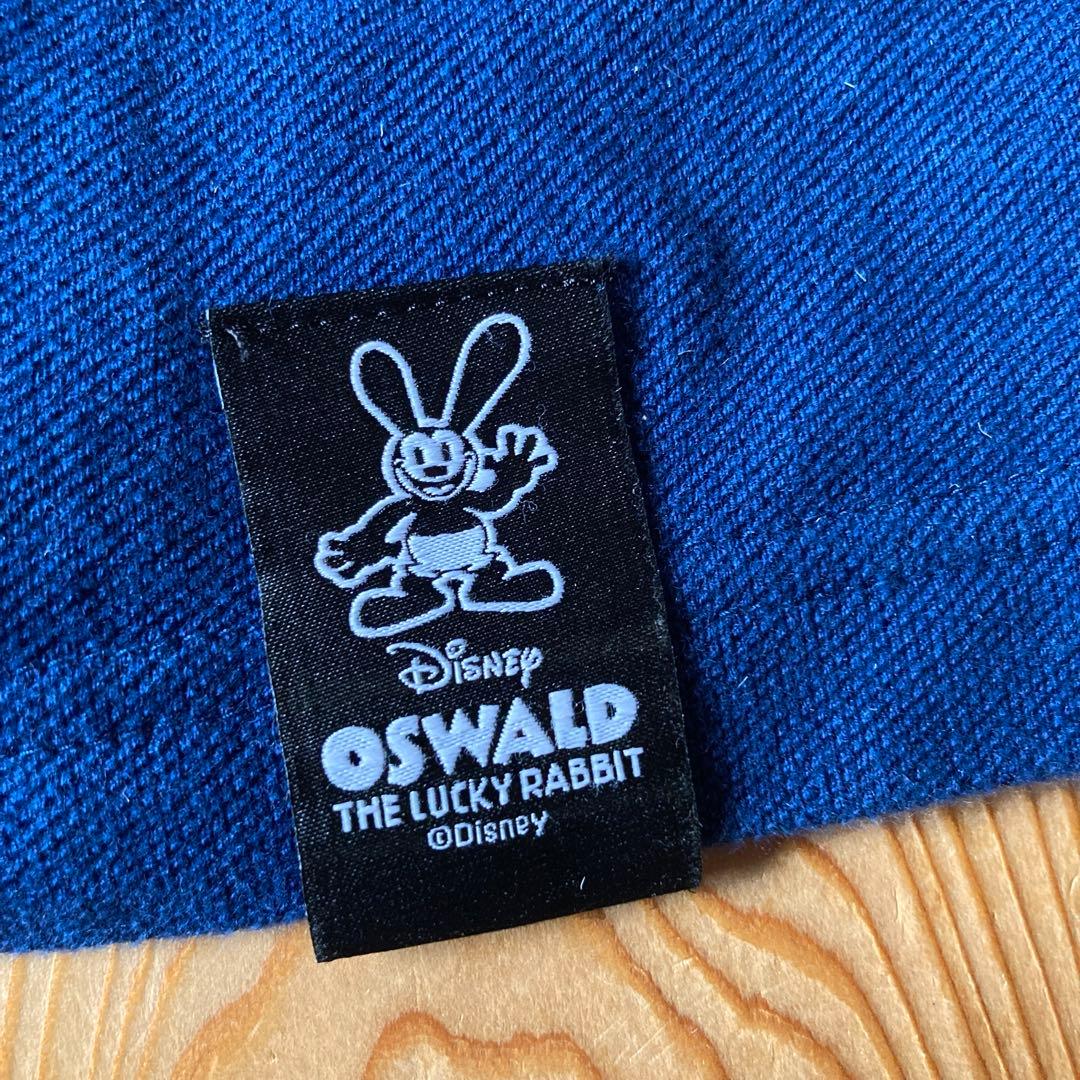 Disney
OSWALD
THE LUCKY RABBIT
©Disney